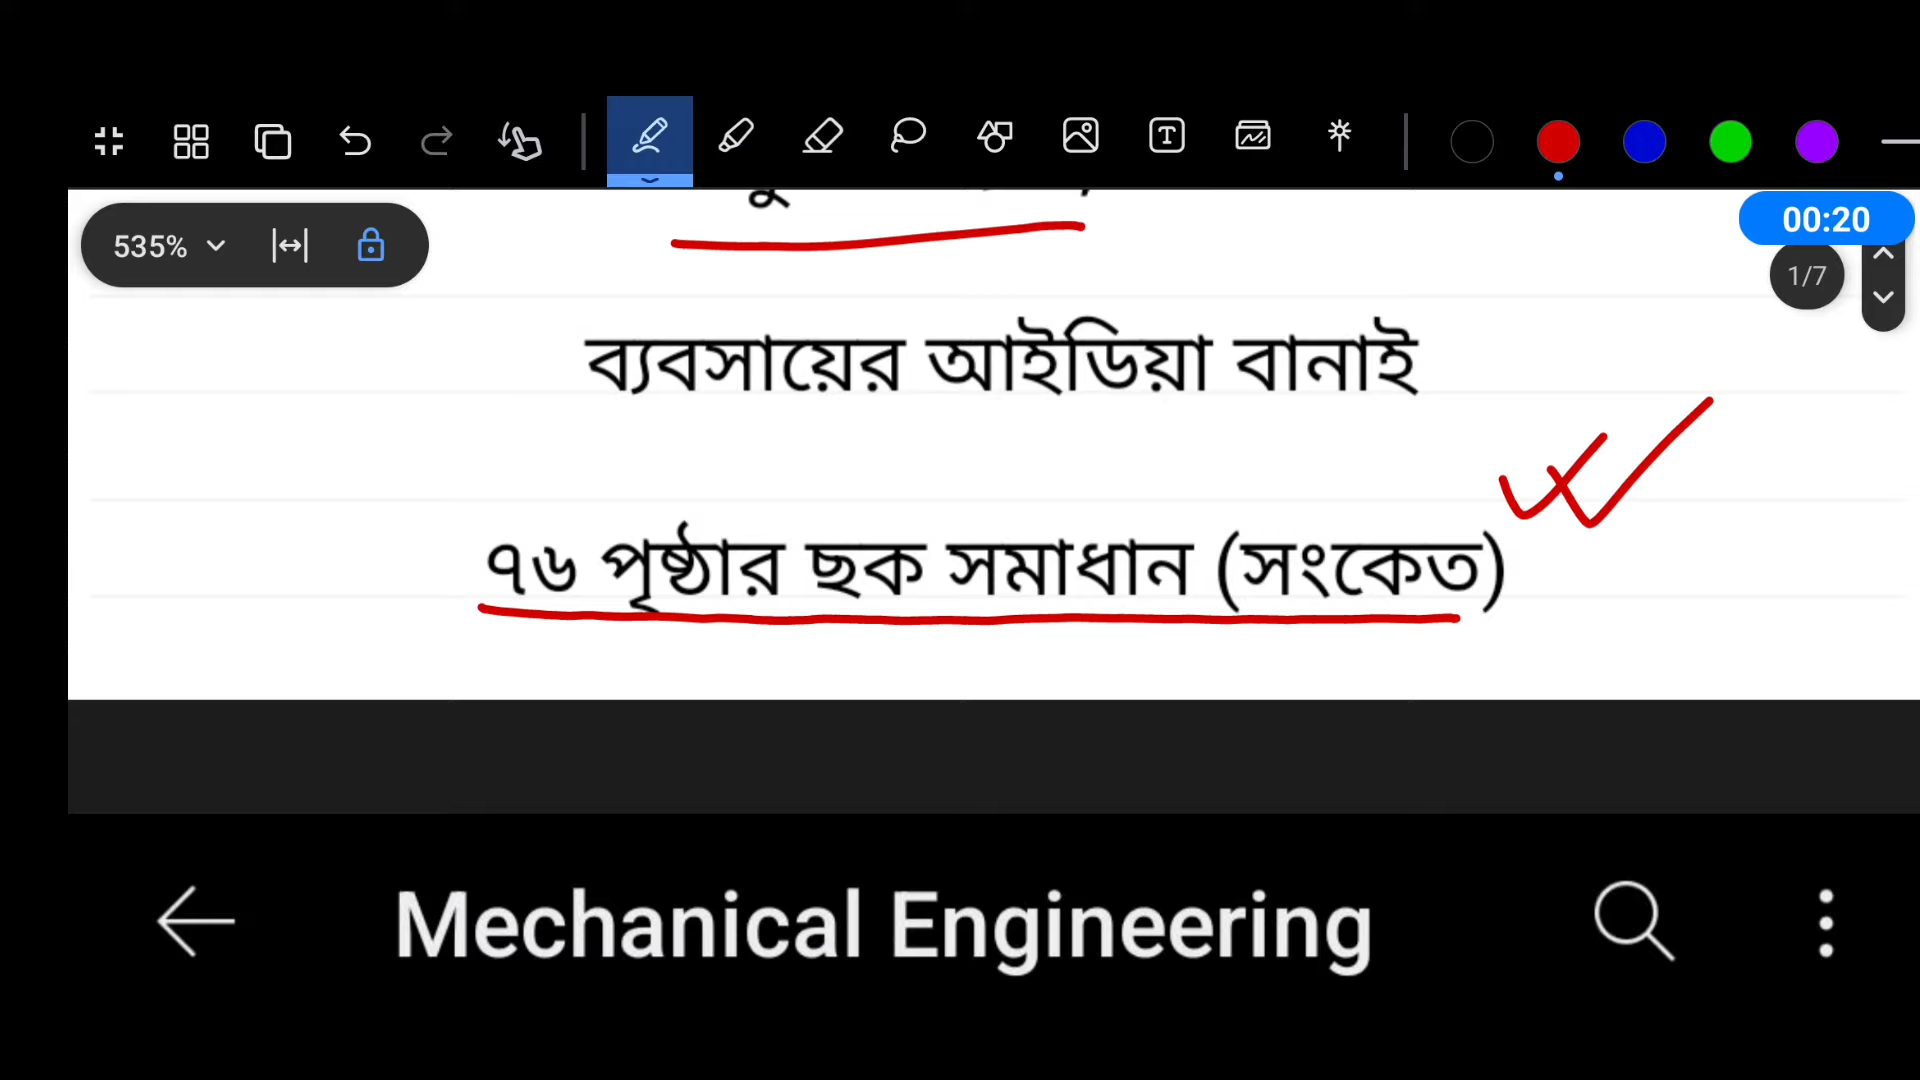 535%
00:20
1/7
ব্যবসায়ের আইডিয়া বানাই
৭৬ পৃষ্ঠার ছক সমাধান (সংকেত)
Mechanical Engineering